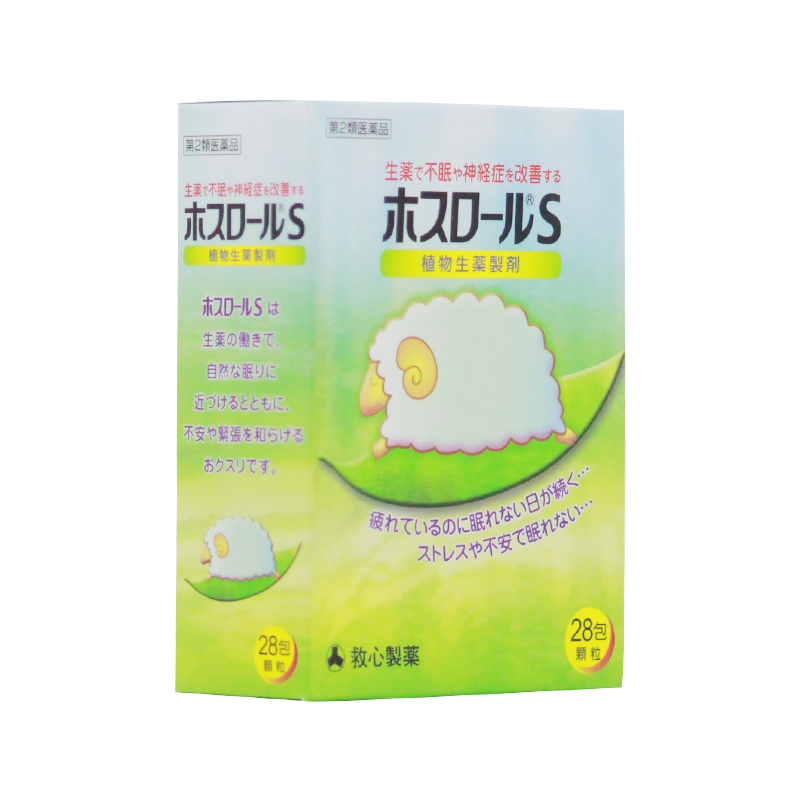 第2類医薬品
生薬で不眠や神経症を改善する
ホスロール®S
植物生薬製剤
ホスロールSは
生薬の働きで、
自然な眠りに
近づけるとともに、
不安や緊張を和らげる
おクスリです。
28包
顆粒
第2類医薬品
生薬で不眠や神経症を改善する
ホスロール®S
植物生薬製剤
疲れているのに眠れない日が続く…
ストレスや不安で眠れない…
救心製薬
28包
顆粒